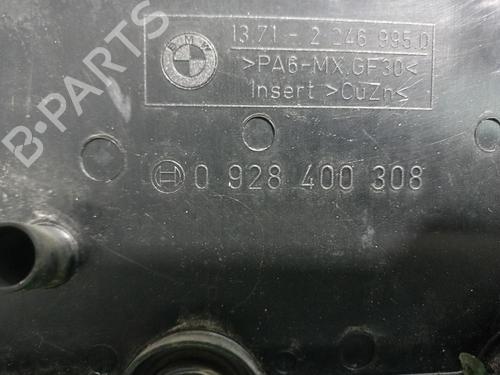 BMW
13.71 - 2 246 995.0
>PA6-MX.GF30<
Insert >CuZn<
0 928 400 308
B-PARTS